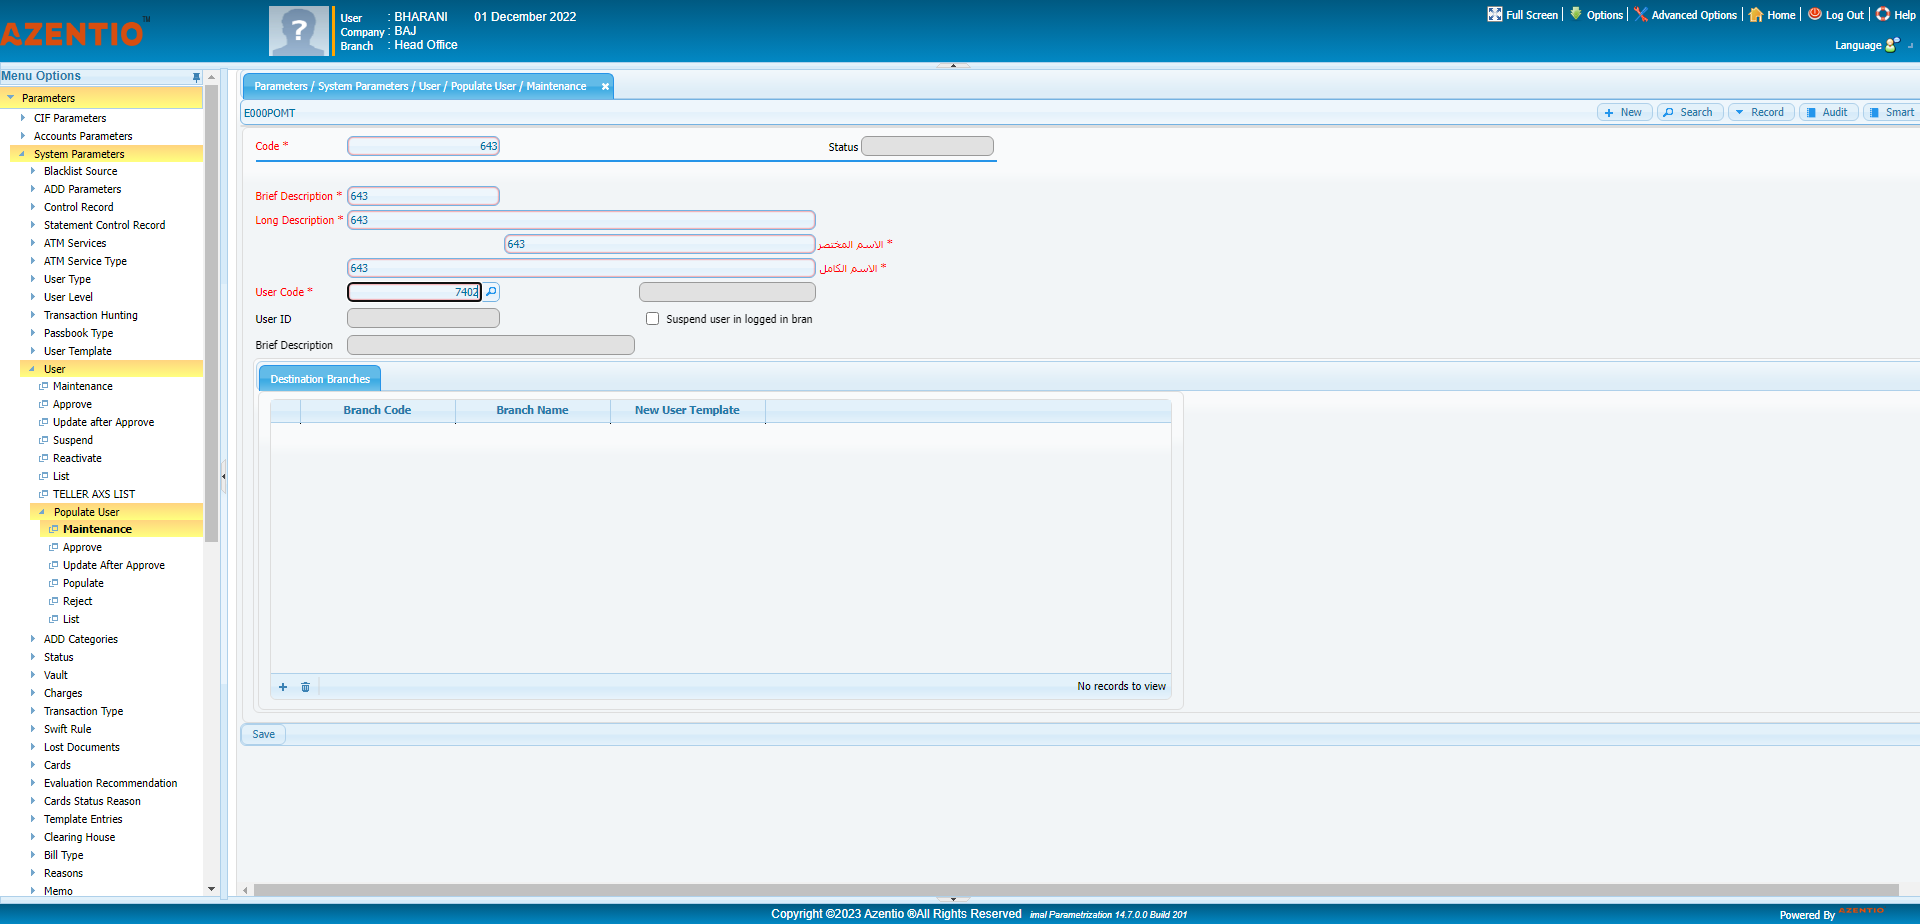 AZENTIO™
User : BHARANI 01 December 2022
Company : BAJ
Branch : Head Office
Full Screen Options Advanced Options Home Log Out Help
Language
Menu Options
Parameters
CIF Parameters
Accounts Parameters
System Parameters
Blacklist Source
ADD Parameters
Control Record
Statement Control Record
ATM Services
ATM Service Type
User Type
User Level
Transaction Hunting
Passbook Type
User Template
User
Maintenance
Approve
Update after Approve
Suspend
Reactivate
List
TELLER AXS LIST
Populate User
Maintenance
Approve
Update After Approve
Populate
Reject
List
ADD Categories
Status
Vault
Charges
Transaction Type
Swift Rule
Lost Documents
Cards
Evaluation Recommendation
Cards Status Reason
Template Entries
Clearing House
Bill Type
Reasons
Memo
Parameters / System Parameters / User / Populate User / Maintenance
E000POMT
New Search Record Audit Smart
Code * 643 Status
Brief Description * 643
Long Description * 643
643 الاسم المختصر *
643 الاسم الكامل *
User Code * 7402
User ID Suspend user in logged in bran
Brief Description
Destination Branches
Branch Code Branch Name New User Template
No records to view
Save
Copyright ©2023 Azentio ®All Rights Reserved imal Parametrization 14.7.0.0 Build 201
Powered By AZENTIO